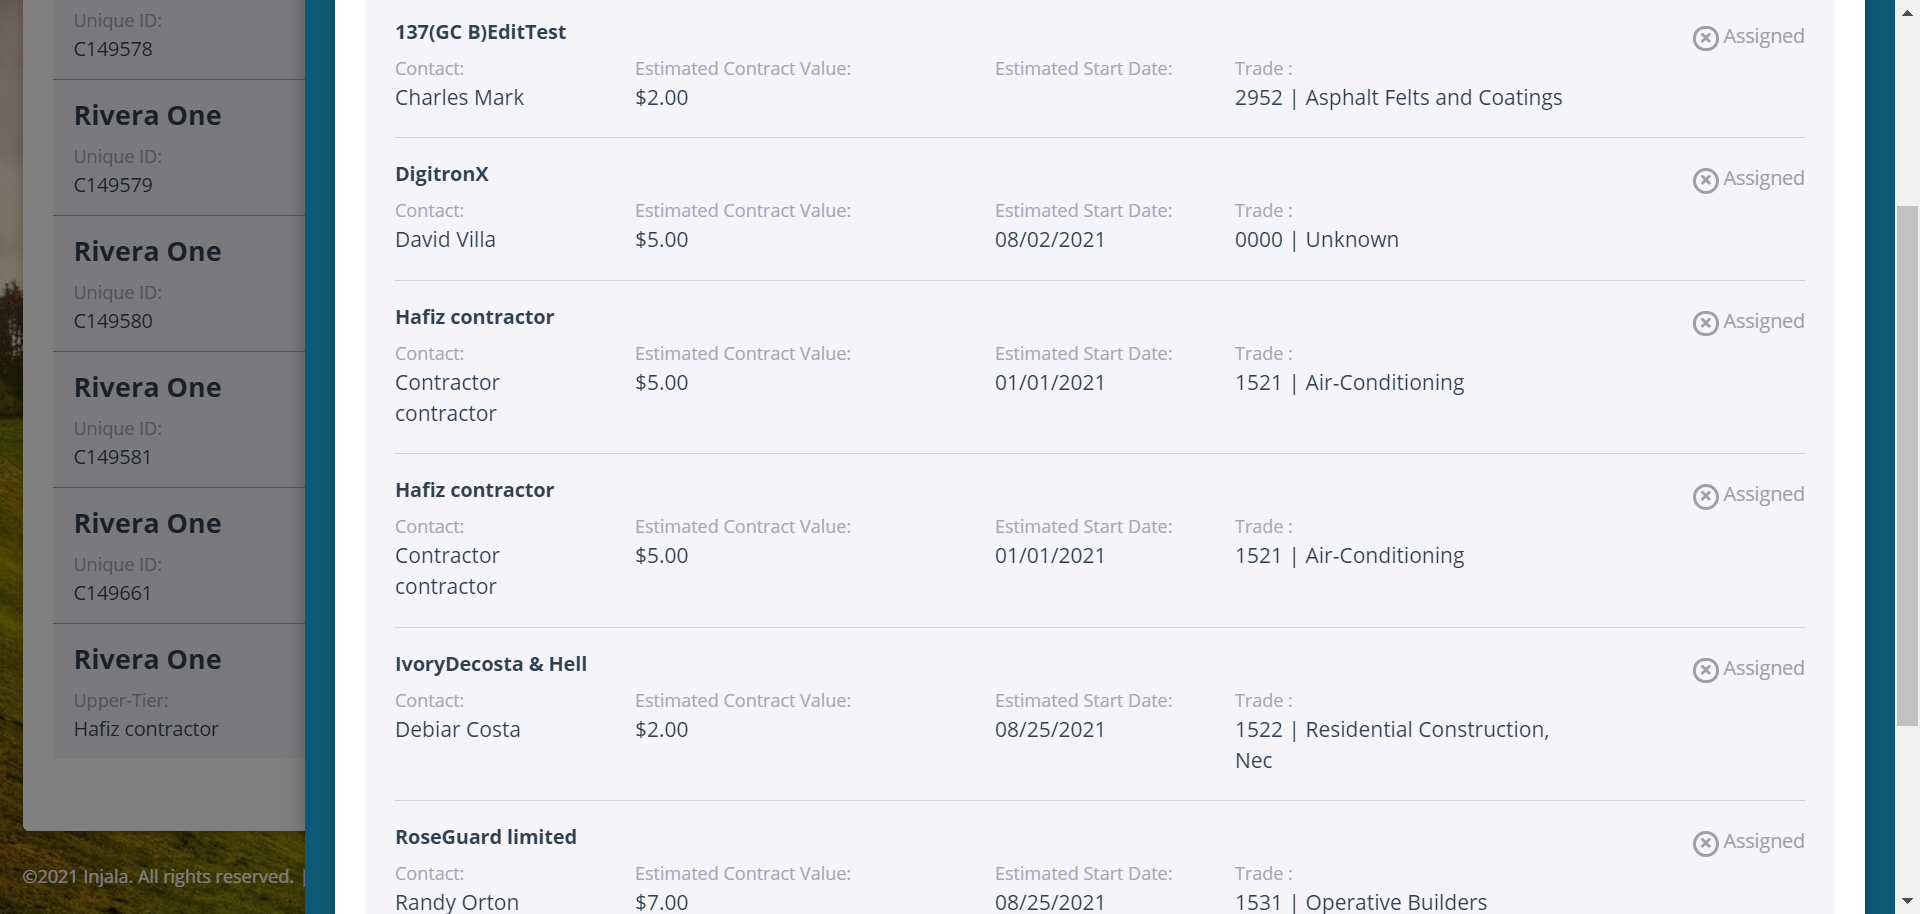 Unique ID:
C149578
Rivera One
Unique ID:
C149579
Rivera One
Unique ID:
C149580
Rivera One
Unique ID:
C149581
Rivera One
Unique ID:
C149661
Rivera One
Upper-Tier:
Hafiz contractor
©2021 Injala. All rights reserved. |
137(GC B)EditTest
Assigned
Contact: Estimated Contract Value: Estimated Start Date: Trade :
Charles Mark $2.00 2952 | Asphalt Felts and Coatings
DigitronX
Assigned
Contact: Estimated Contract Value: Estimated Start Date: Trade :
David Villa $5.00 08/02/2021 0000 | Unknown
Hafiz contractor
Assigned
Contact: Estimated Contract Value: Estimated Start Date: Trade :
Contractor $5.00 01/01/2021 1521 | Air-Conditioning
contractor
Hafiz contractor
Assigned
Contact: Estimated Contract Value: Estimated Start Date: Trade :
Contractor $5.00 01/01/2021 1521 | Air-Conditioning
contractor
IvoryDecosta & Hell
Assigned
Contact: Estimated Contract Value: Estimated Start Date: Trade :
Debiar Costa $2.00 08/25/2021 1522 | Residential Construction,
Nec
RoseGuard limited
Assigned
Contact: Estimated Contract Value: Estimated Start Date: Trade :
Randy Orton $7.00 08/25/2021 1531 | Operative Builders